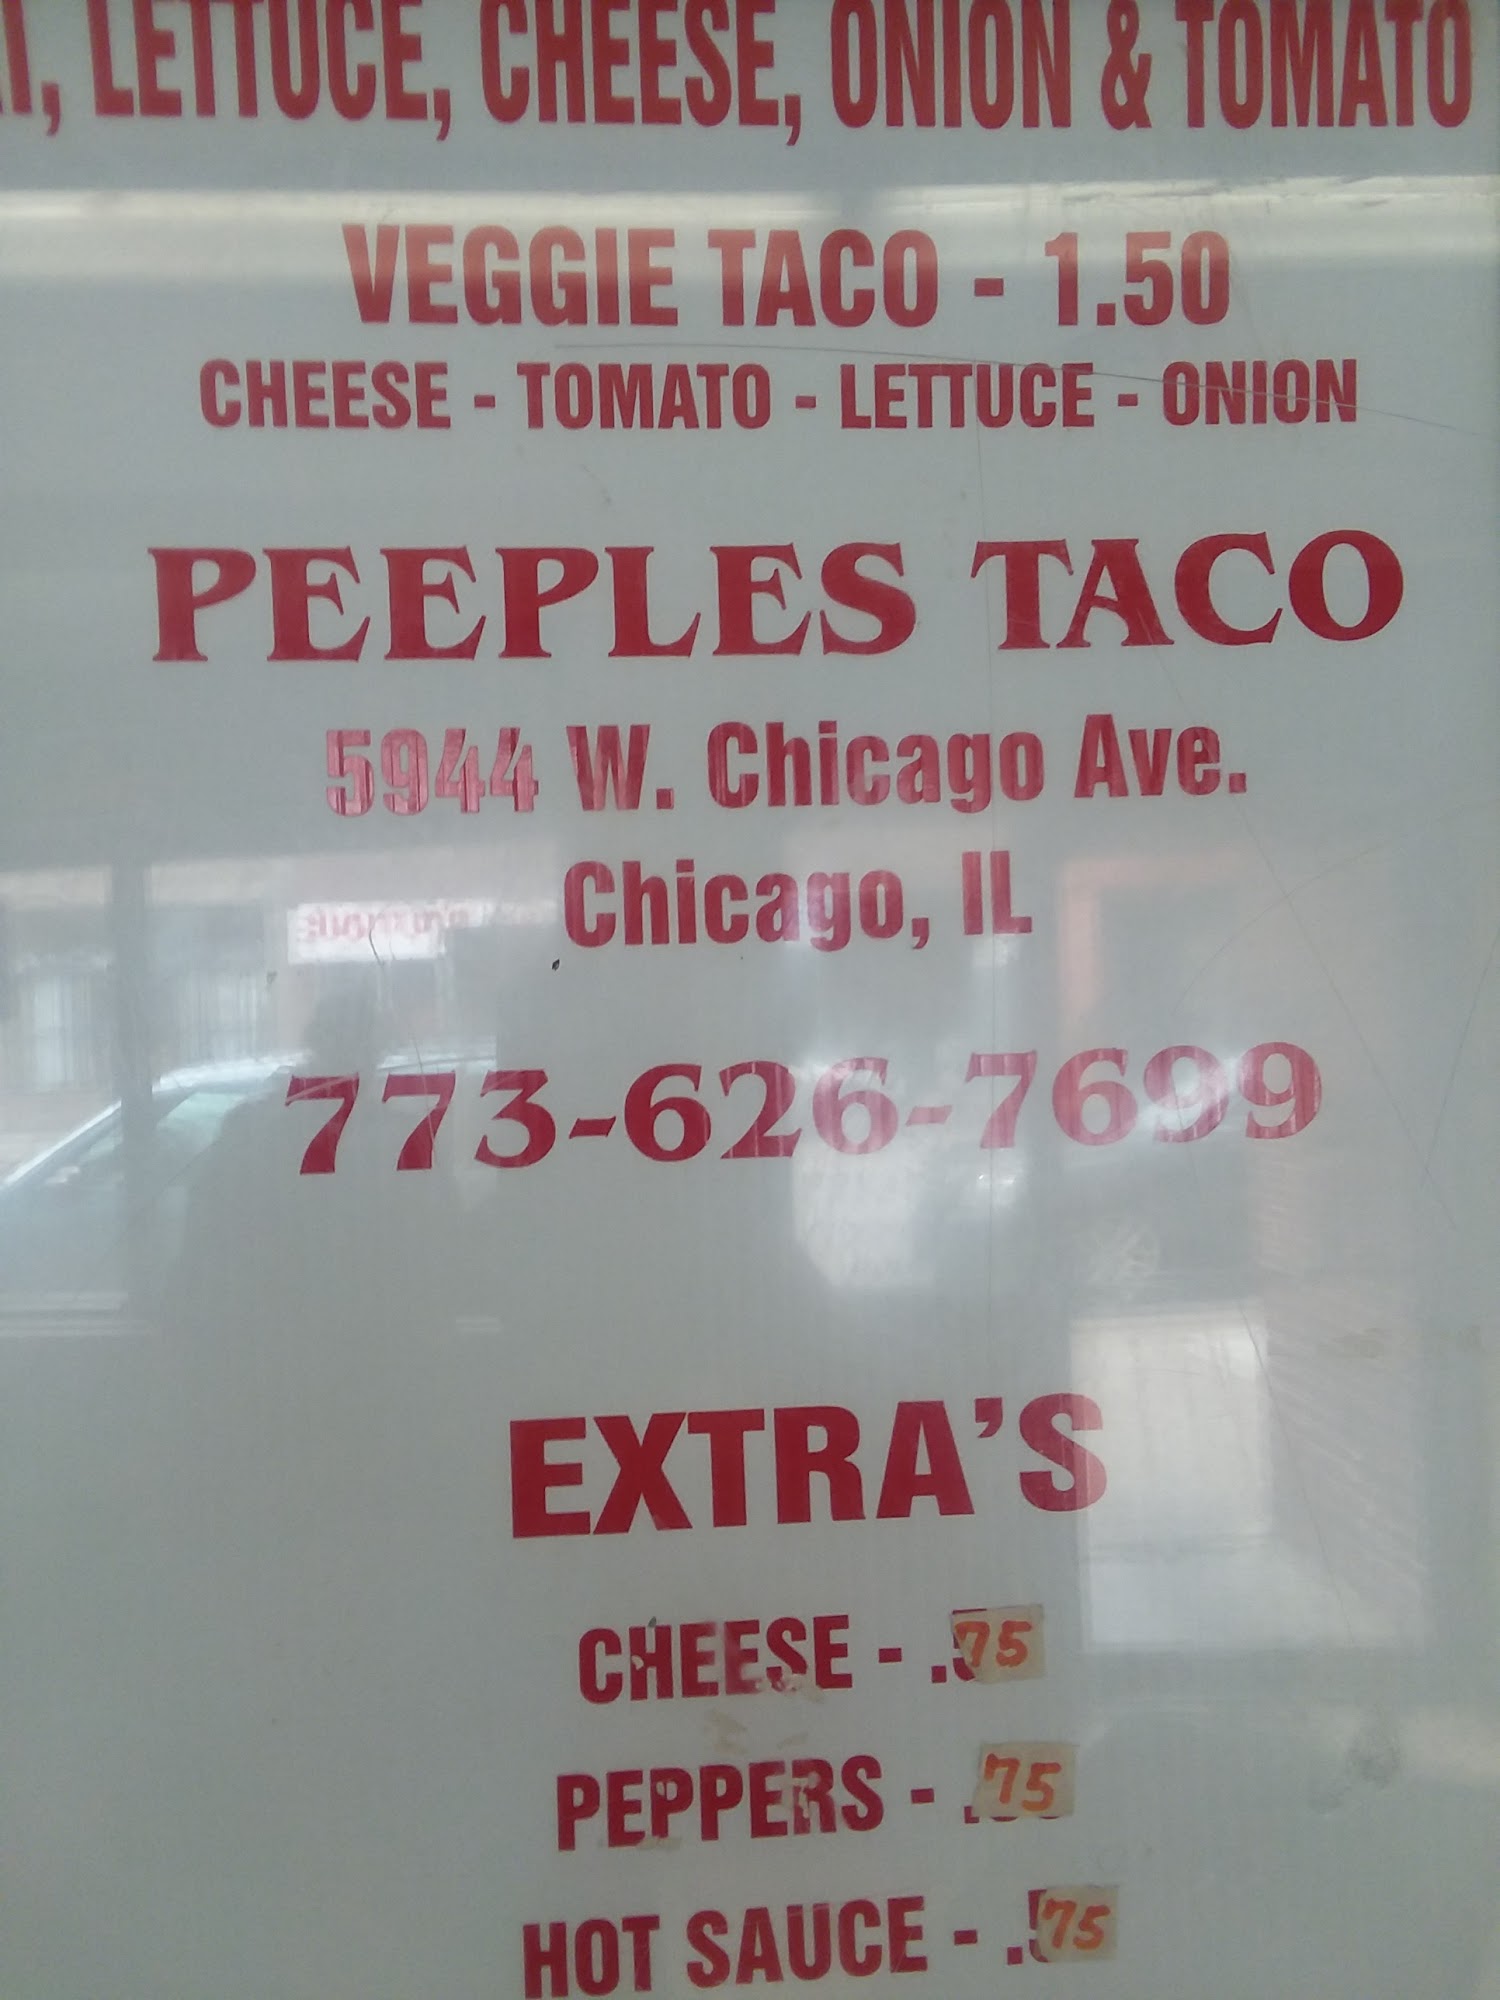 , LETTUCE, CHEESE, ONION & TOMATO
VEGGIE TACO - 1.50
CHEESE - TOMATO - LETTUCE - ONION
PEEPLES TACO
5944 W. Chicago Ave.
Chicago, IL
773-626-7699
EXTRA'S
CHEESE - .75
PEPPERS - .75
HOT SAUCE - .75